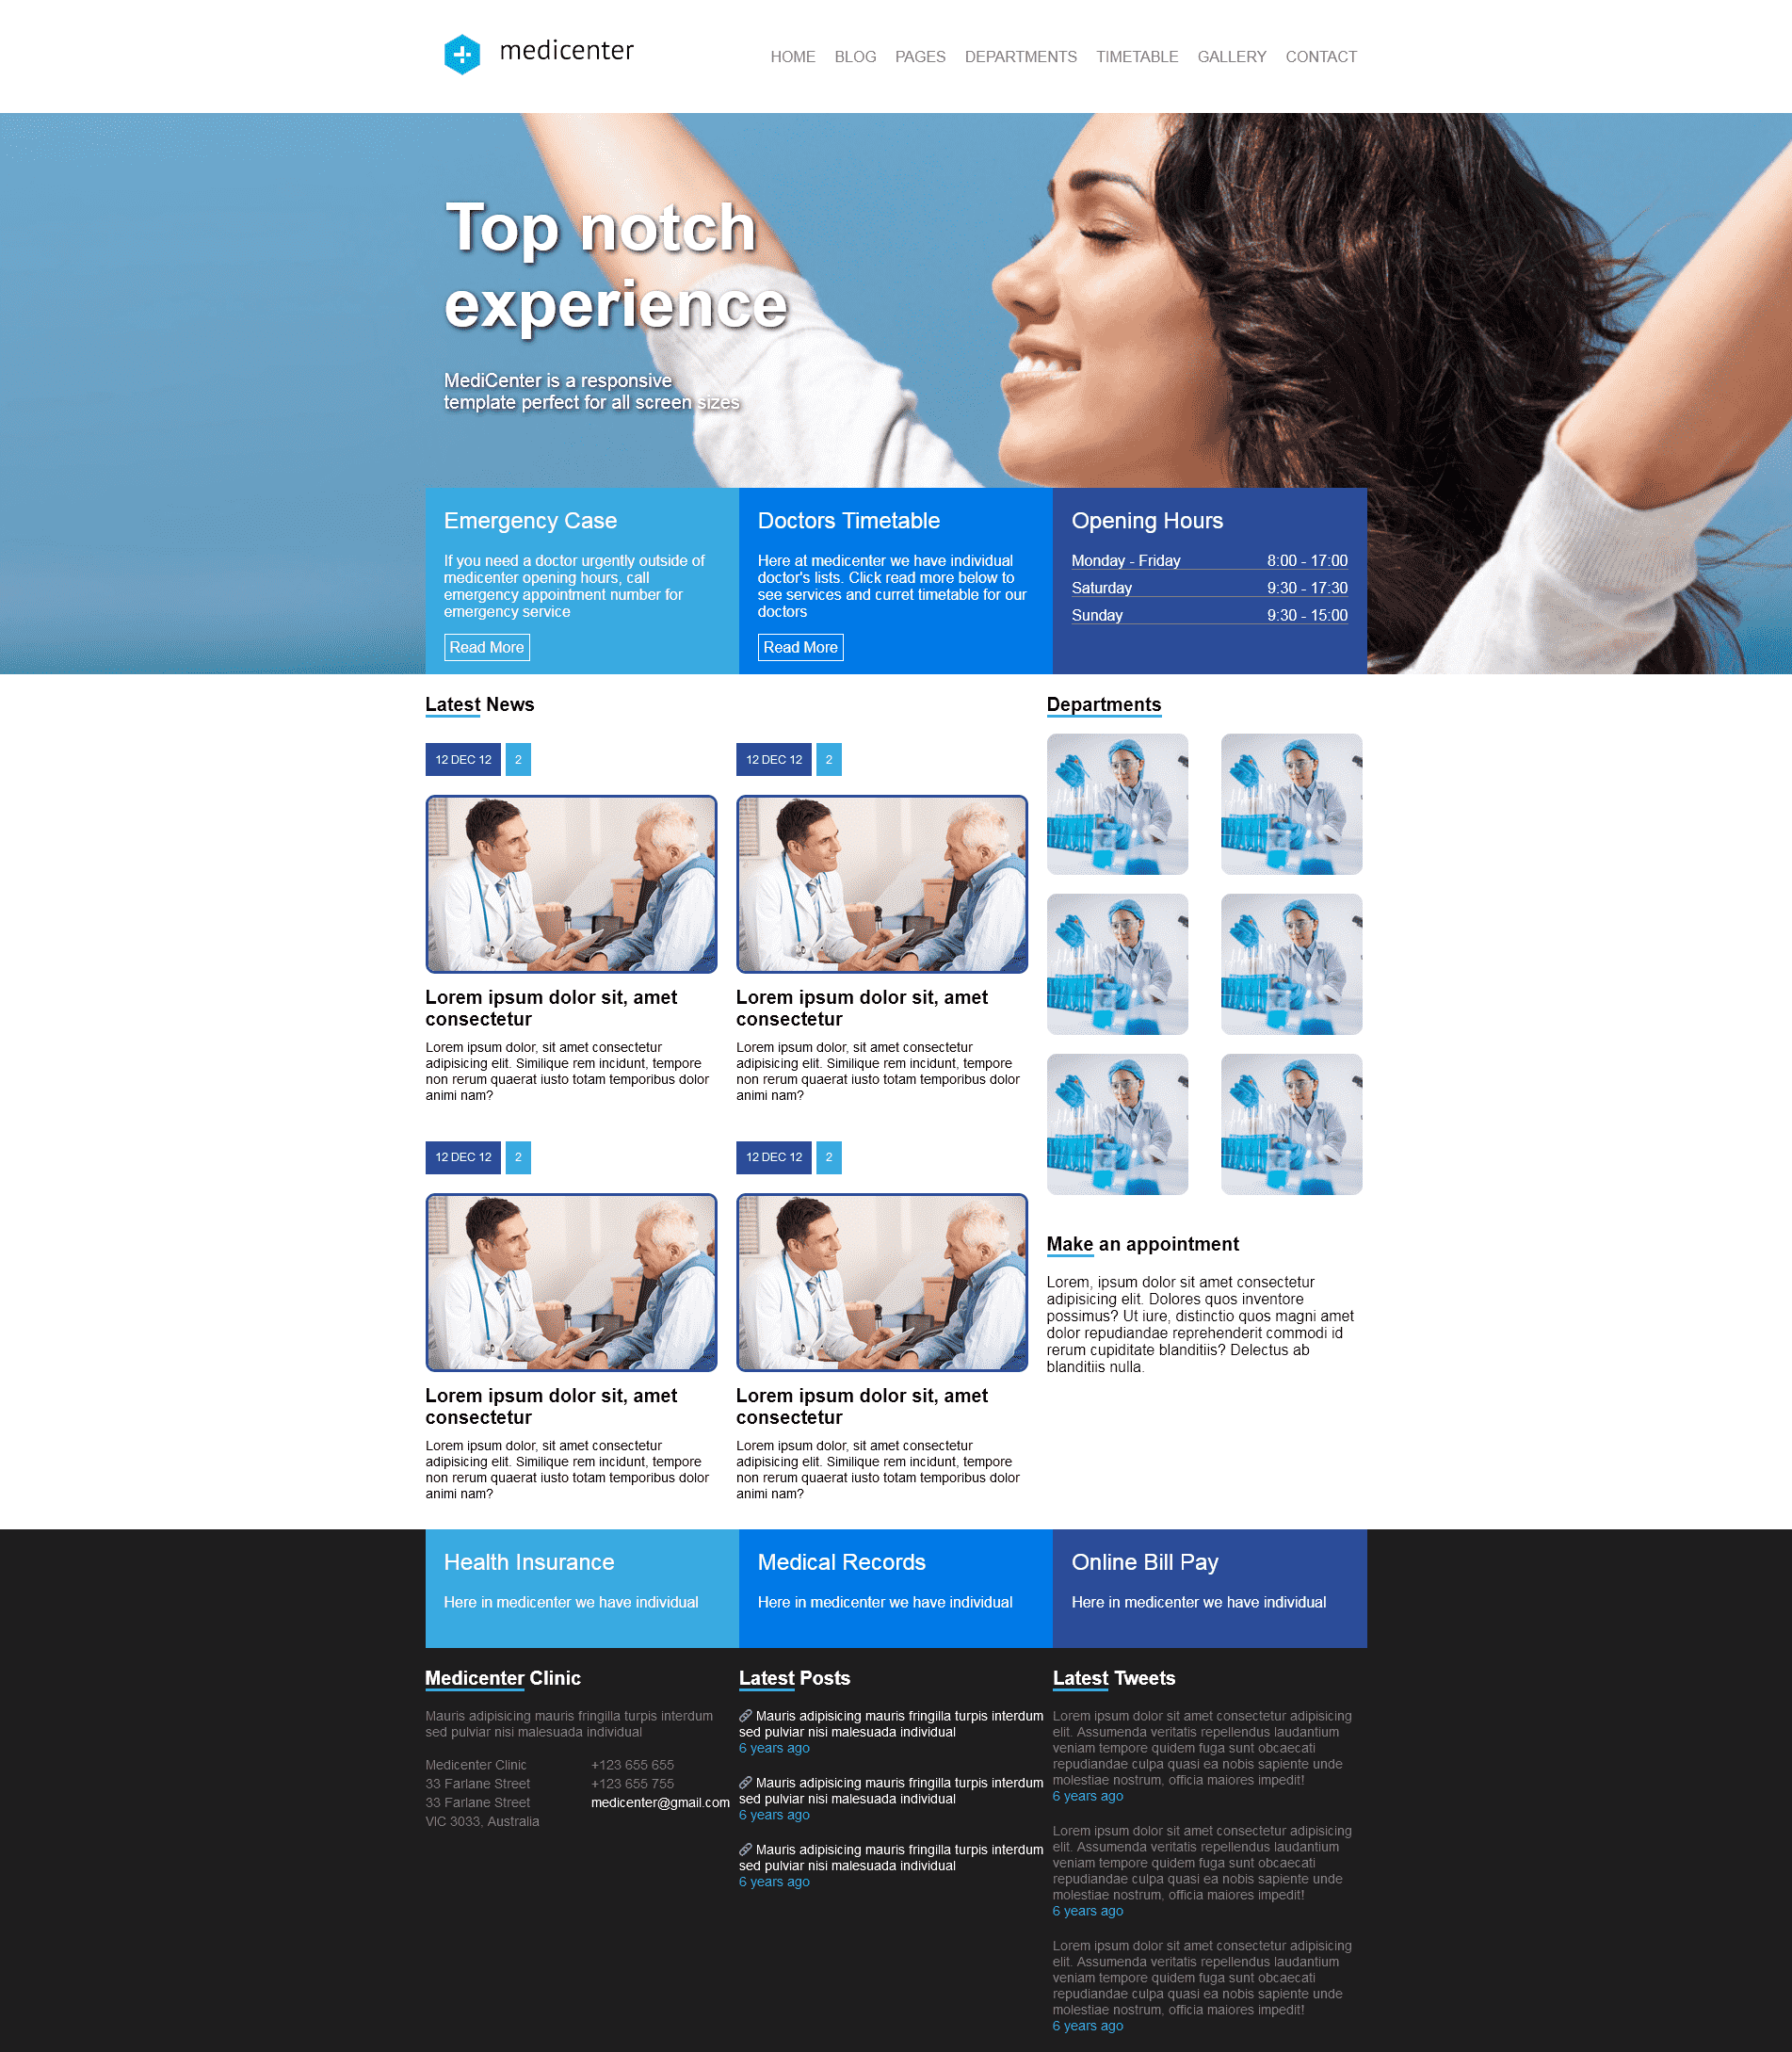 medicenter
HOME BLOG PAGES DEPARTMENTS TIMETABLE GALLERY CONTACT
Top notch
experience
MediCenter is a responsive
template perfect for all screen sizes
Emergency Case
If you need a doctor urgently outside of
medicenter opening hours, call
emergency appointment number for
emergency service
Read More
Doctors Timetable
Here at medicenter we have individual
doctor's lists. Click read more below to
see services and curret timetable for our
doctors
Read More
Opening Hours
Monday - Friday 8:00 - 17:00
Saturday 9:30 - 17:30
Sunday 9:30 - 15:00
Latest News
12 DEC 12 2
Lorem ipsum dolor sit, amet
consectetur
Lorem ipsum dolor, sit amet consectetur
adipisicing elit. Similique rem incidunt, tempore
non rerum quaerat iusto totam temporibus dolor
animi nam?
12 DEC 12 2
Lorem ipsum dolor sit, amet
consectetur
Lorem ipsum dolor, sit amet consectetur
adipisicing elit. Similique rem incidunt, tempore
non rerum quaerat iusto totam temporibus dolor
animi nam?
12 DEC 12 2
Lorem ipsum dolor sit, amet
consectetur
Lorem ipsum dolor, sit amet consectetur
adipisicing elit. Similique rem incidunt, tempore
non rerum quaerat iusto totam temporibus dolor
animi nam?
12 DEC 12 2
Lorem ipsum dolor sit, amet
consectetur
Lorem ipsum dolor, sit amet consectetur
adipisicing elit. Similique rem incidunt, tempore
non rerum quaerat iusto totam temporibus dolor
animi nam?
Departments
Make an appointment
Lorem, ipsum dolor sit amet consectetur
adipisicing elit. Dolores quos inventore
possimus? Ut iure, distinctio quos magni amet
dolor repudiandae reprehenderit commodi id
rerum cupiditate blanditiis? Delectus ab
blanditiis nulla.
Health Insurance
Here in medicenter we have individual
Medical Records
Here in medicenter we have individual
Online Bill Pay
Here in medicenter we have individual
Medicenter Clinic
Mauris adipisicing mauris fringilla turpis interdum
sed pulviar nisi malesuada individual
Medicenter Clinic
33 Farlane Street
33 Farlane Street
VIC 3033, Australia
+123 655 655
+123 655 755
medicenter@gmail.com
Latest Posts
Mauris adipisicing mauris fringilla turpis interdum
sed pulviar nisi malesuada individual
6 years ago
Mauris adipisicing mauris fringilla turpis interdum
sed pulviar nisi malesuada individual
6 years ago
Mauris adipisicing mauris fringilla turpis interdum
sed pulviar nisi malesuada individual
6 years ago
Latest Tweets
Lorem ipsum dolor sit amet consectetur adipisicing
elit. Assumenda veritatis repellendus laudantium
veniam tempore quidem fuga sunt obcaecati
repudiandae culpa quasi ea nobis sapiente unde
molestiae nostrum, officia maiores impedit!
6 years ago
Lorem ipsum dolor sit amet consectetur adipisicing
elit. Assumenda veritatis repellendus laudantium
veniam tempore quidem fuga sunt obcaecati
repudiandae culpa quasi ea nobis sapiente unde
molestiae nostrum, officia maiores impedit!
6 years ago
Lorem ipsum dolor sit amet consectetur adipisicing
elit. Assumenda veritatis repellendus laudantium
veniam tempore quidem fuga sunt obcaecati
repudiandae culpa quasi ea nobis sapiente unde
molestiae nostrum, officia maiores impedit!
6 years ago